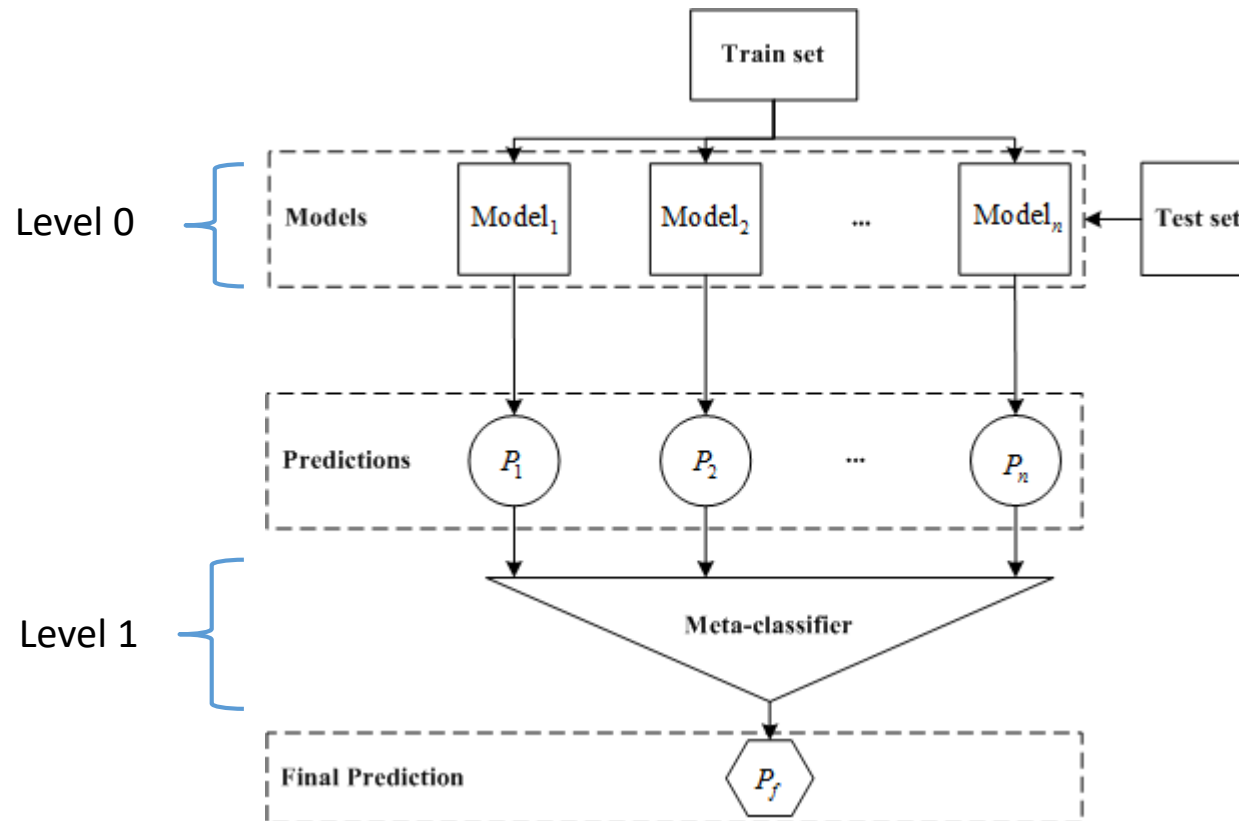 Train set
Level 0
Models
Model₁
Model₂
...
Modelₙ
Test set
Predictions
P₁
P₂
...
Pₙ
Level 1
Meta-classifier
Final Prediction
P_f